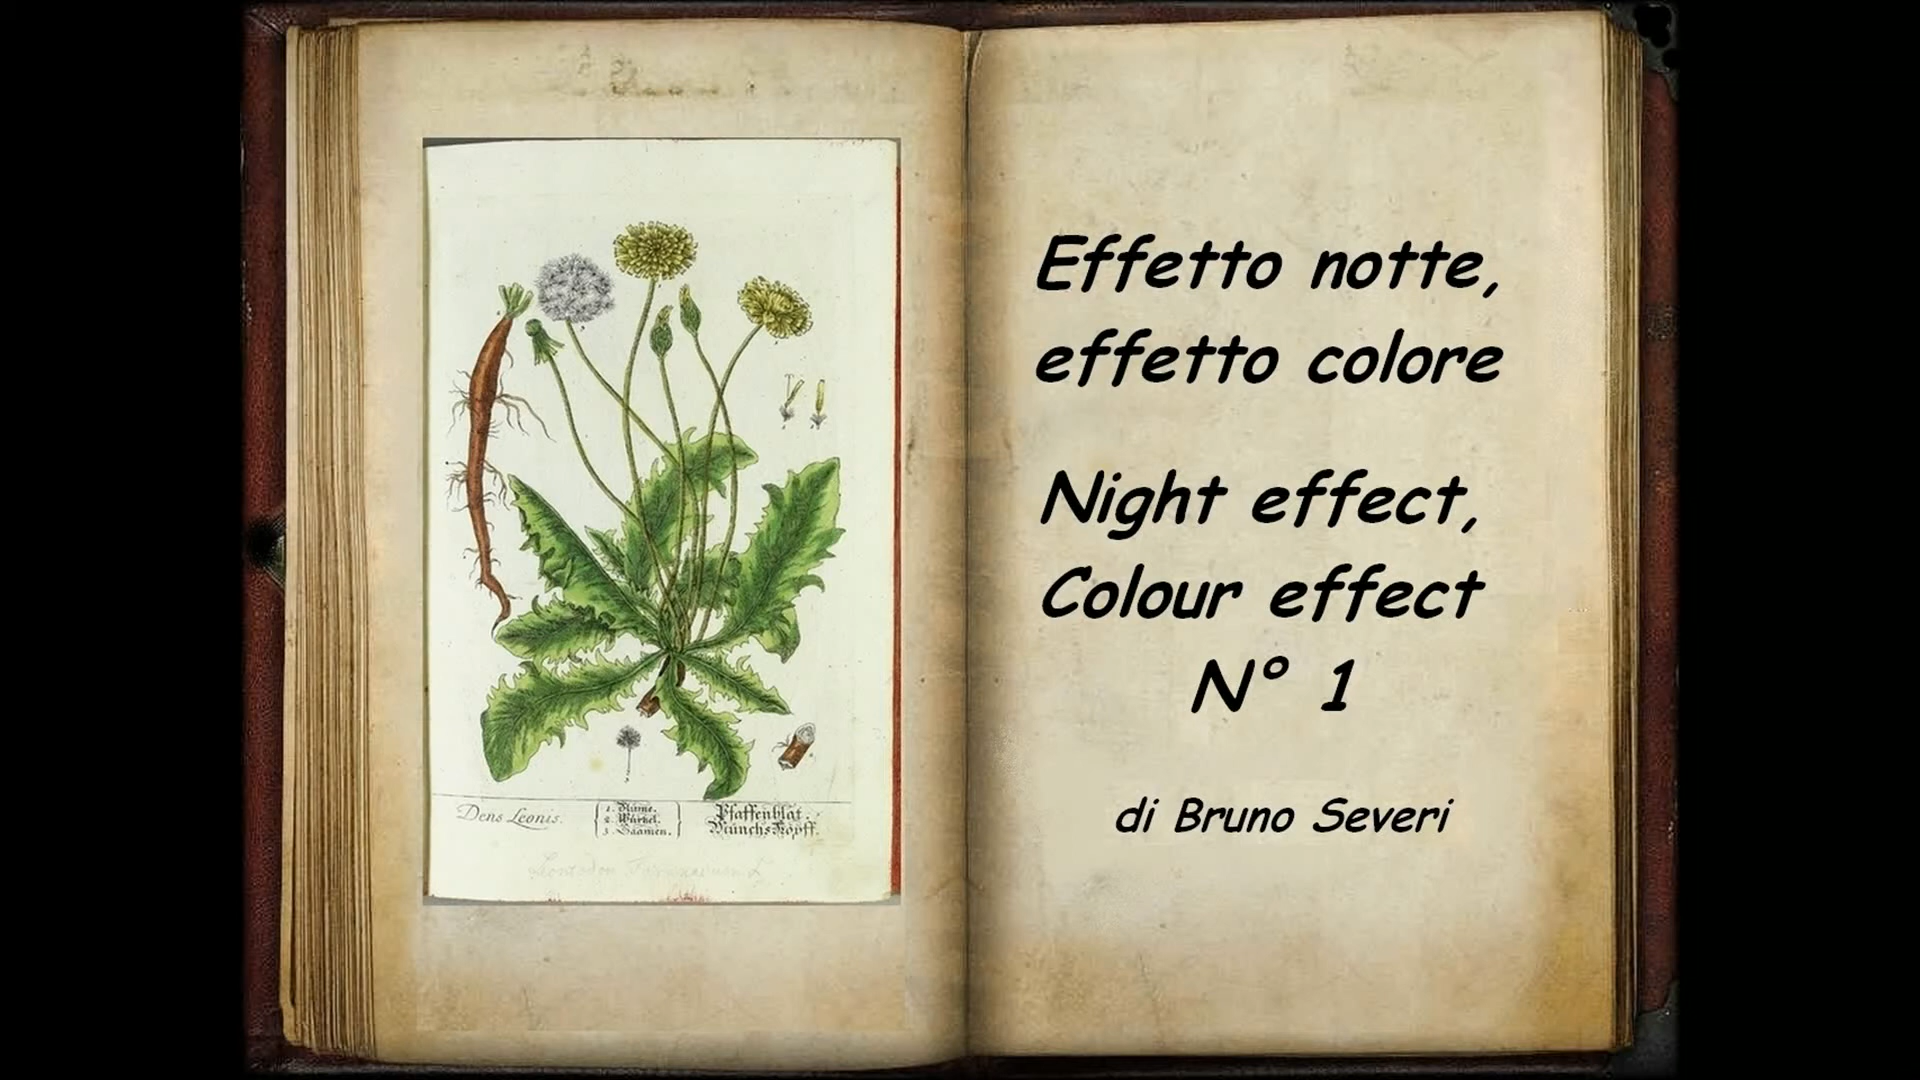 Dens Leonis.
1. Blume.
2. Würkel.
3. Saamen.
Pfaffenblat.
Münchs Köpff.
Effetto notte,
effetto colore
Night effect,
Colour effect
N° 1
di Bruno Severi